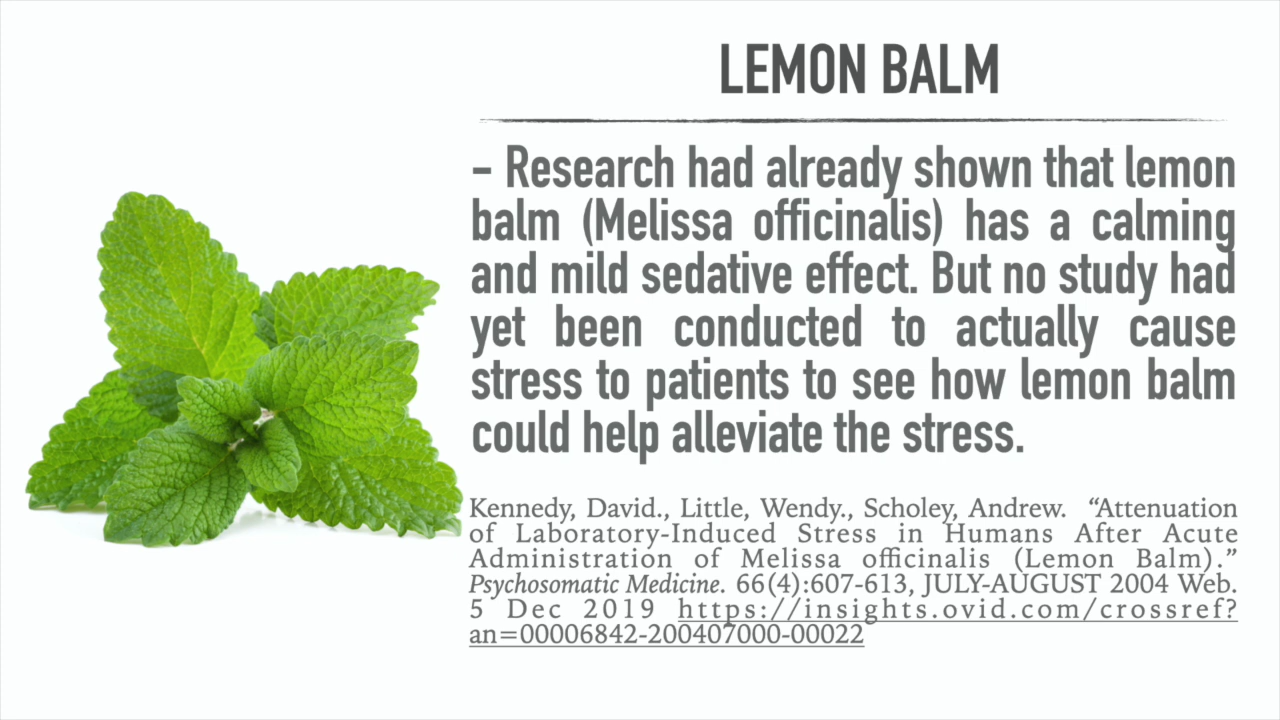 LEMON BALM
– Research had already shown that lemon
balm (Melissa officinalis) has a calming
and mild sedative effect. But no study had
yet been conducted to actually cause
stress to patients to see how lemon balm
could help alleviate the stress.
Kennedy, David., Little, Wendy., Scholey, Andrew. “Attenuation
of Laboratory-Induced Stress in Humans After Acute
Administration of Melissa officinalis (Lemon Balm).”
Psychosomatic Medicine. 66(4):607-613, JULY-AUGUST 2004 Web.
5 Dec 2019 https://insights.ovid.com/crossref?
an=00006842-200407000-00022